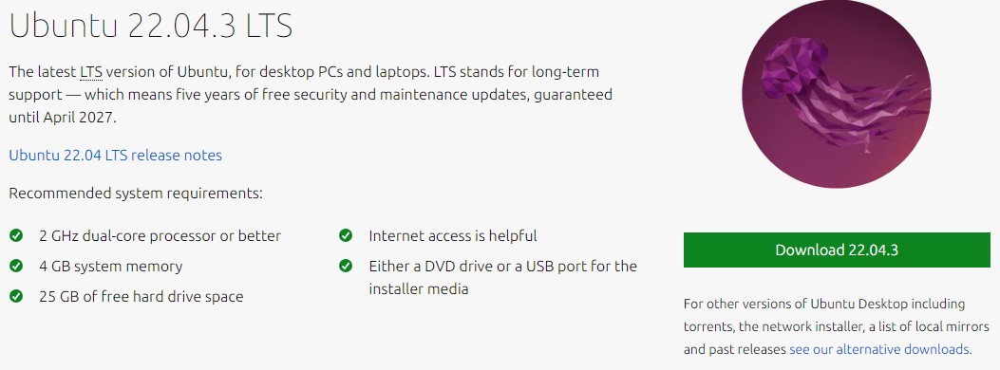 Ubuntu 22.04.3 LTS
The latest LTS version of Ubuntu, for desktop PCs and laptops. LTS stands for long-term
support — which means five years of free security and maintenance updates, guaranteed
until April 2027.
Ubuntu 22.04 LTS release notes
Recommended system requirements:
2 GHz dual-core processor or better
4 GB system memory
25 GB of free hard drive space
Internet access is helpful
Either a DVD drive or a USB port for the
installer media
Download 22.04.3
For other versions of Ubuntu Desktop including
torrents, the network installer, a list of local mirrors
and past releases see our alternative downloads.